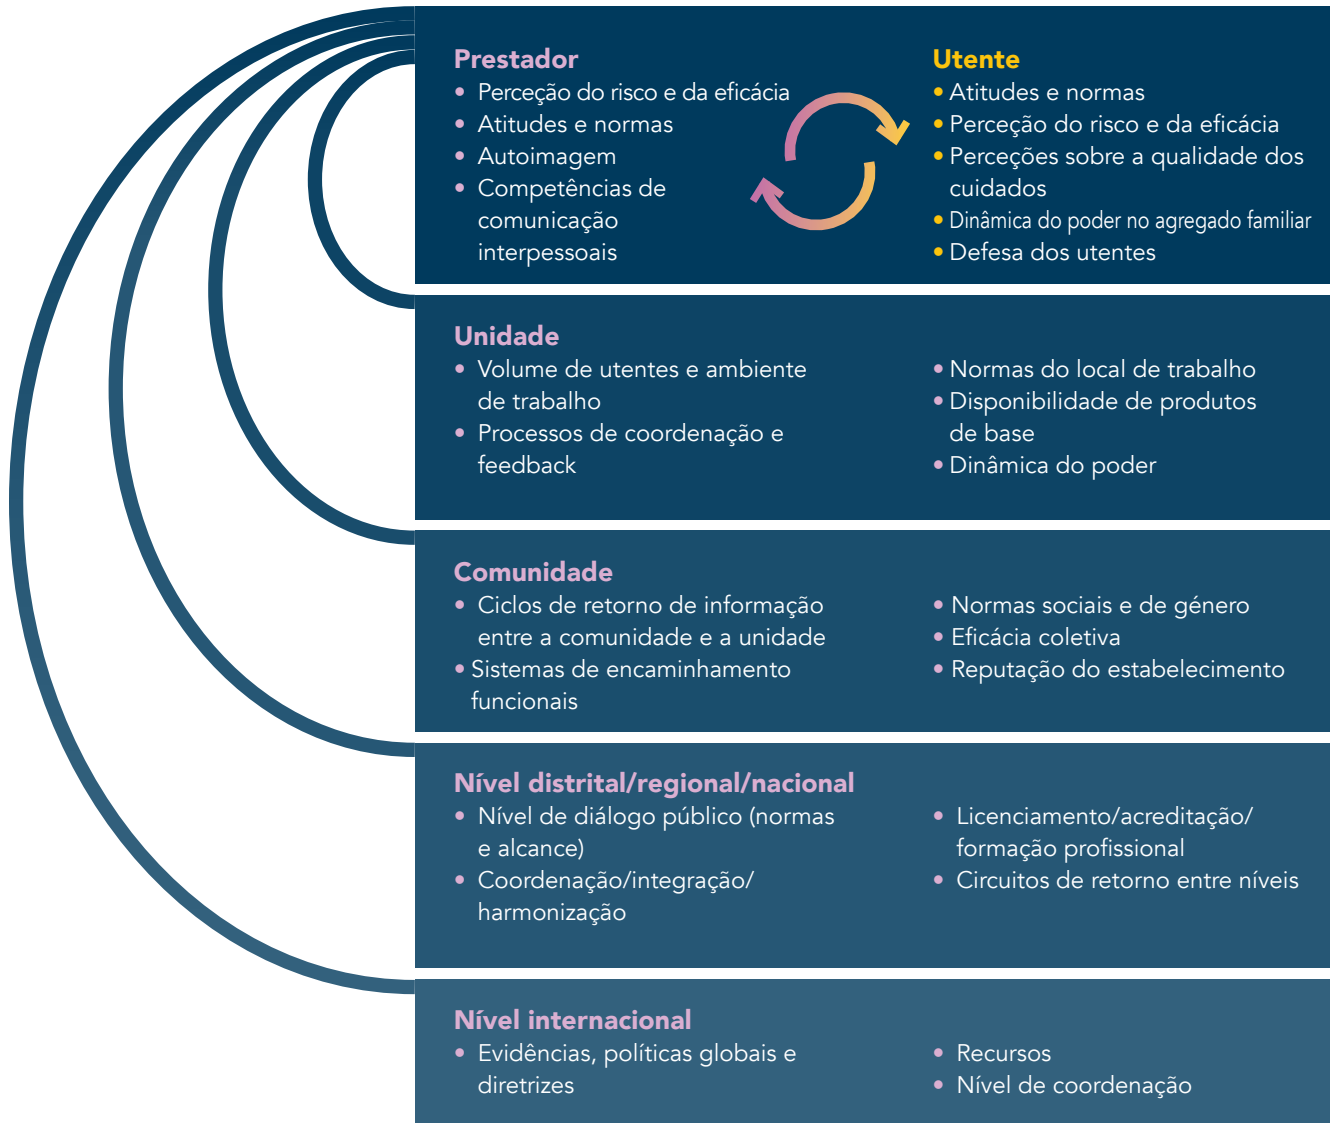 Prestador
• Perceção do risco e da eficácia
• Atitudes e normas
• Autoimagem
• Competências de
comunicação
interpessoais
Utente
• Atitudes e normas
• Perceção do risco e da eficácia
• Perceções sobre a qualidade dos
cuidados
• Dinâmica do poder no agregado familiar
• Defesa dos utentes
Unidade
• Volume de utentes e ambiente
de trabalho
• Processos de coordenação e
feedback
• Normas do local de trabalho
• Disponibilidade de produtos
de base
• Dinâmica do poder
Comunidade
• Ciclos de retorno de informação
entre a comunidade e a unidade
• Sistemas de encaminhamento
funcionais
• Normas sociais e de género
• Eficácia coletiva
• Reputação do estabelecimento
Nível distrital/regional/nacional
• Nível de diálogo público (normas
e alcance)
• Coordenação/integração/
harmonização
• Licenciamento/acreditação/
formação profissional
• Circuitos de retorno entre níveis
Nível internacional
• Evidências, políticas globais e
diretrizes
• Recursos
• Nível de coordenação